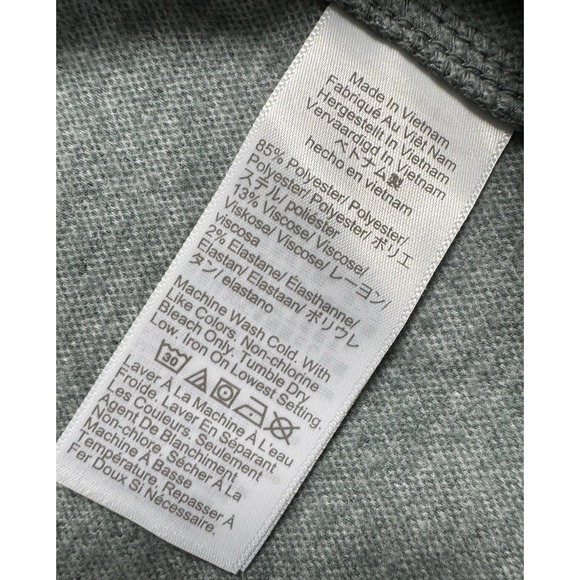 Made In Vietnam
Fabriqué Au Việt Nam
Hergestellt In Vietnam
Vervaardigd In Vietnam
ベトナム製
hecho en vietnam
85% Polyester/ Polyester/
Polyester/ Polyester/ ポリエ
ステル/ poliéster
13% Viscose/ Viscose/
Viskose/ Viscose/ レーヨン/
viscosa
2% Elastane/ Élasthanne/
Elastan/ Elastaan/ ポリウレ
タン/ elastano
Machine Wash Cold. With
Like Colors. Non-chlorine
Bleach Only. Tumble Dry
Low. Iron On Lowest Setting.
30
Laver À La Machine À L'eau
Froide. Laver En Séparant
Les Couleurs. Seulement
Agent De Blanchiment
Non-chlore. Sécher À La
Machine À Basse
Température. Repasser À
Fer Doux Si Nécessaire.